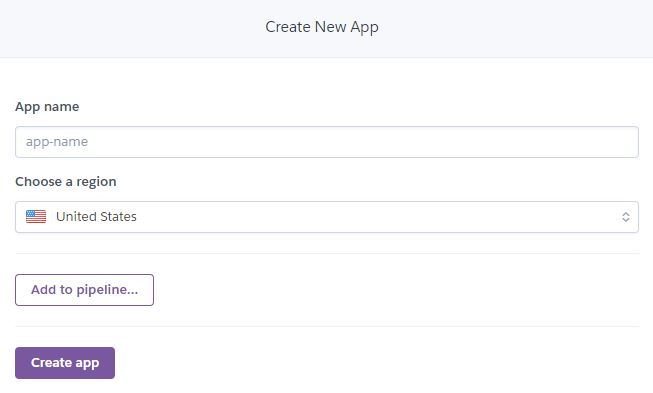 Create New App
App name
app-name
Choose a region
United States
Add to pipeline...
Create app